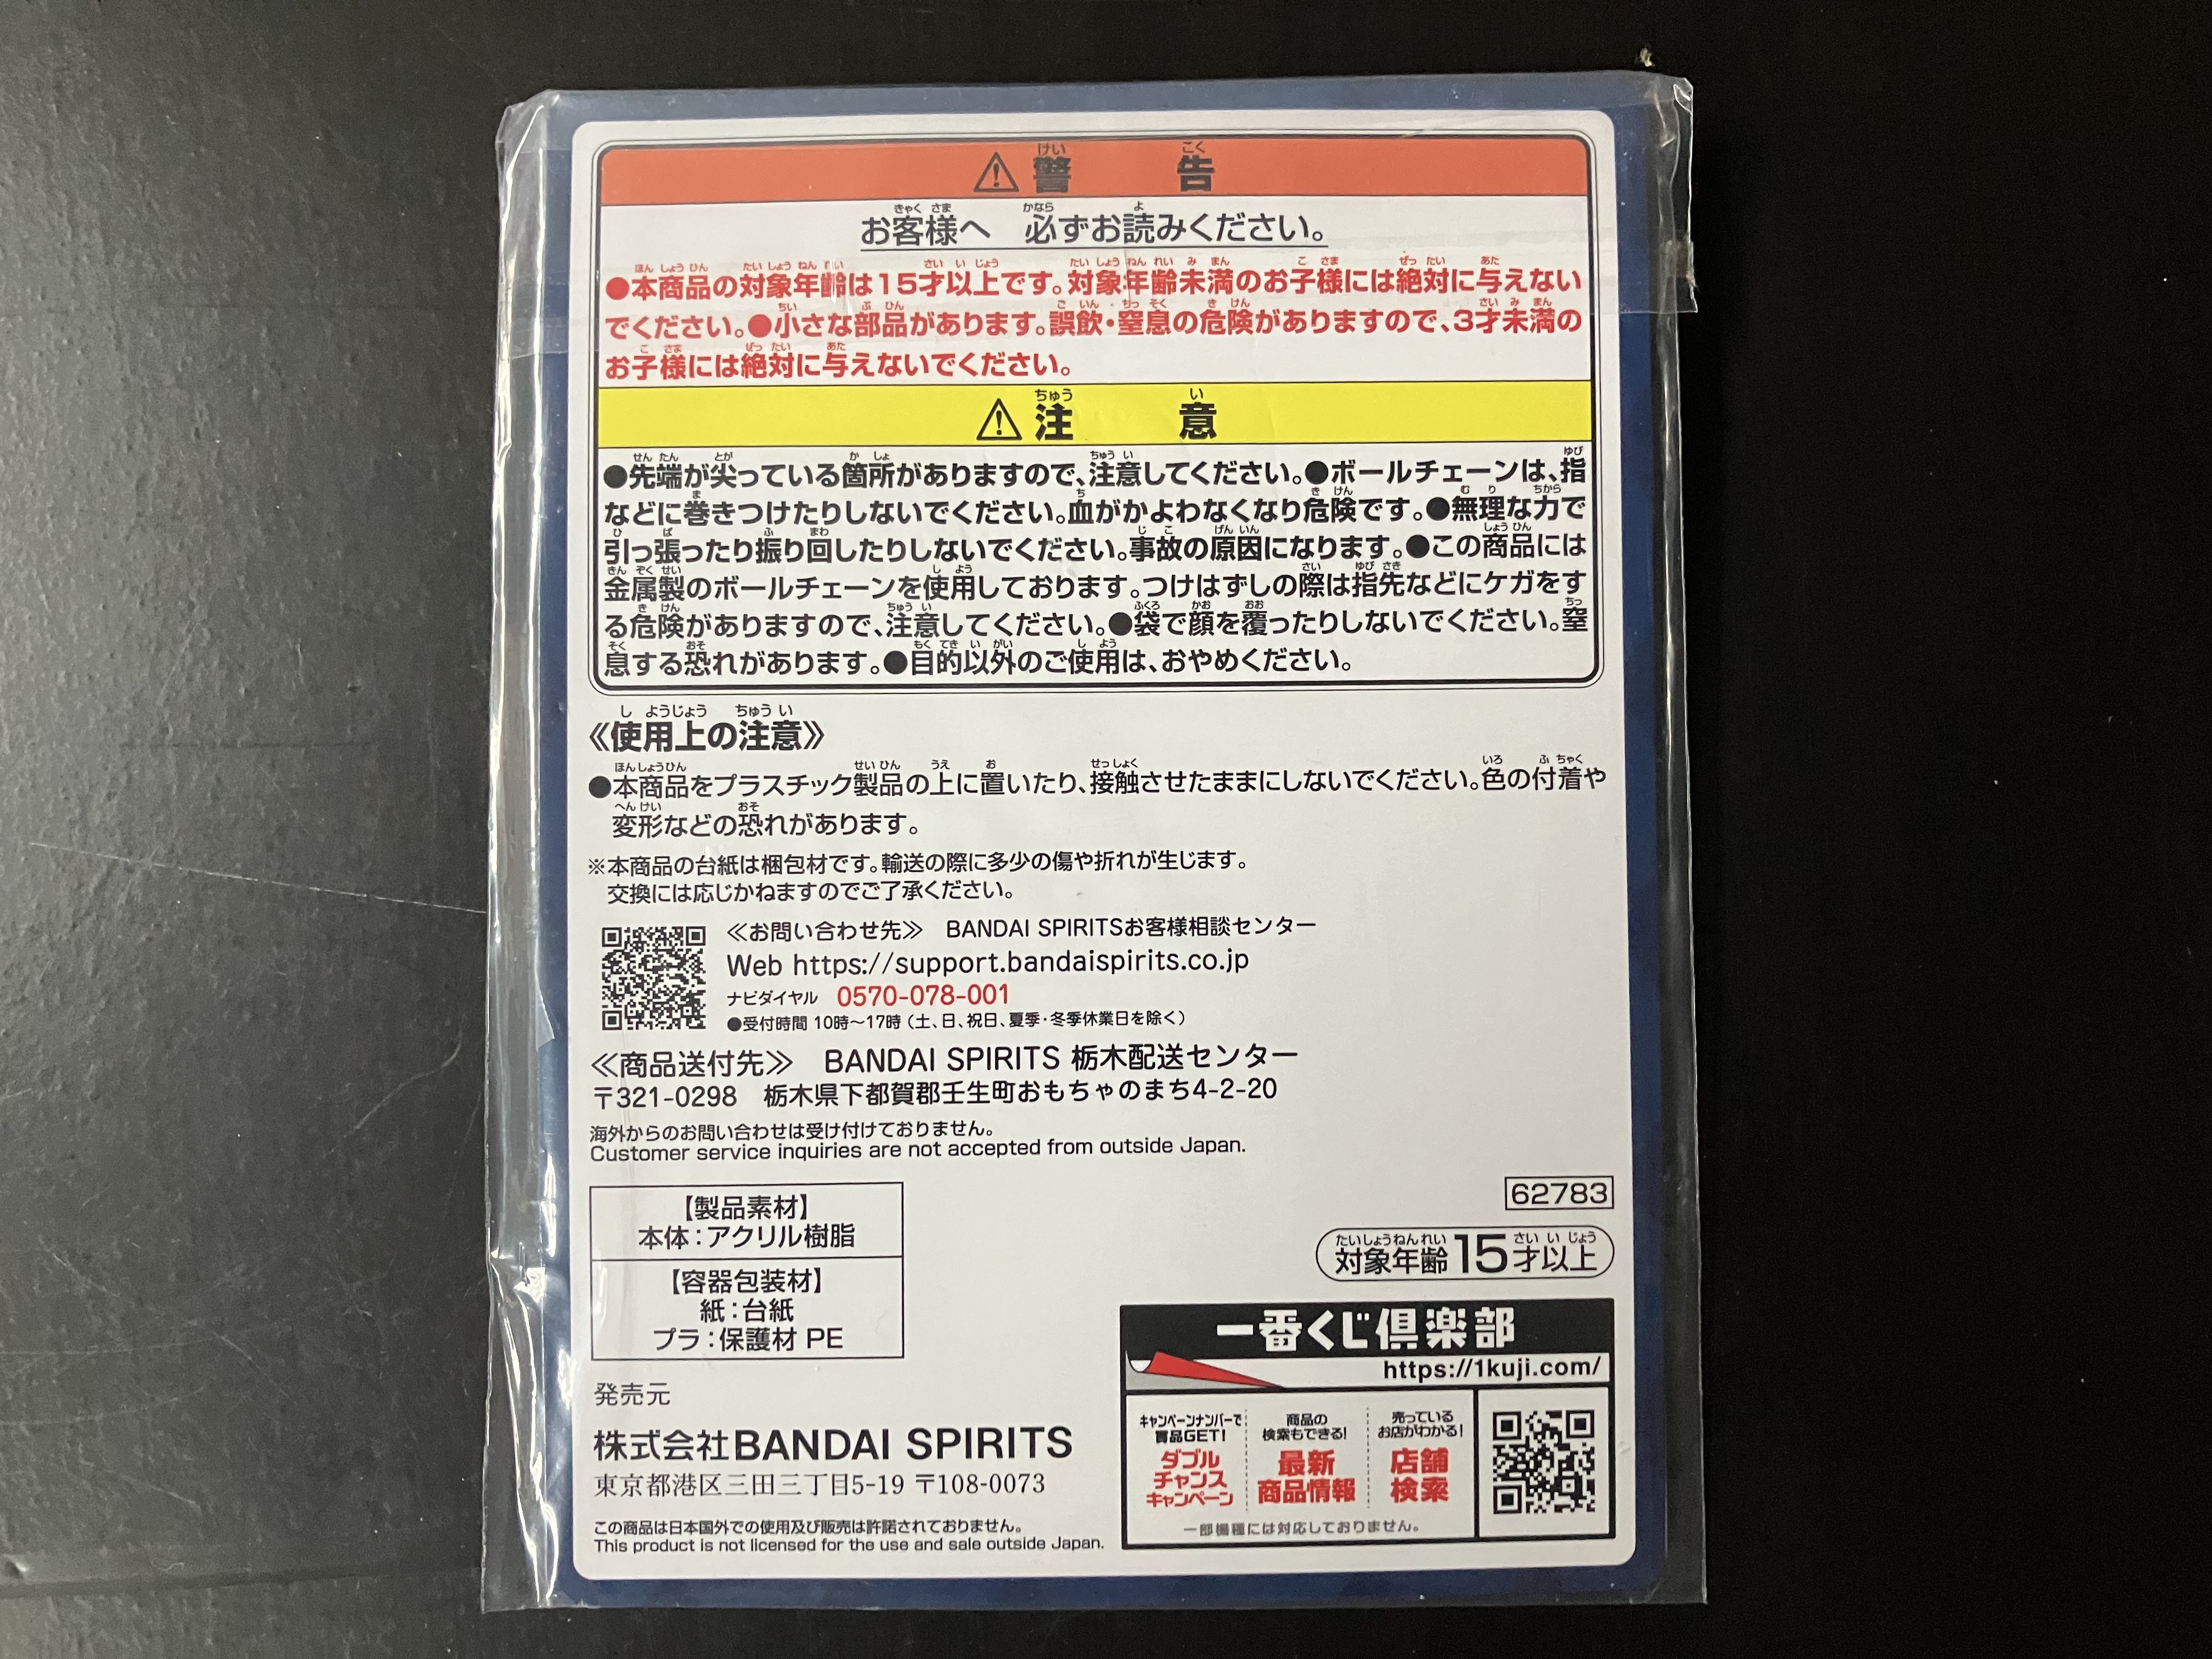 ⚠警告
お客様へ 必ずお読みください。
●本商品の対象年齢は15才以上です。対象年齢未満のお子様には絶対に与えない
でください。●小さな部品があります。誤飲・窒息の危険がありますので、3才未満の
お子様には絶対に与えないでください。
⚠注意
●先端が尖っている箇所がありますので、注意してください。●ボールチェーンは、指
などに巻きつけたりしないでください。血がかよわなくなり危険です。●無理な力で
引っ張ったり振り回したりしないでください。事故の原因になります。●この商品には
金属製のボールチェーンを使用しております。つけはずしの際は指先などにケガをす
る危険がありますので、注意してください。●袋で顔を覆ったりしないでください。窒
息する恐れがあります。●目的以外のご使用は、おやめください。
《使用上の注意》
●本商品をプラスチック製品の上に置いたり、接触させたままにしないでください。色の付着や
変形などの恐れがあります。
※本商品の台紙は梱包材です。輸送の際に多少の傷や折れが生じます。
交換には応じかねますのでご了承ください。
≪お問い合わせ先≫ BANDAI SPIRITSお客様相談センター
Web https://support.bandaispirits.co.jp
ナビダイヤル 0570-078-001
●受付時間 10時～17時（土、日、祝日、夏季・冬季休業日を除く）
≪商品送付先≫ BANDAI SPIRITS 栃木配送センター
〒321-0298 栃木県下都賀郡壬生町おもちゃのまち4-2-20
海外からのお問い合わせは受け付けておりません。
Customer service inquiries are not accepted from outside Japan.
【製品素材】
本体：アクリル樹脂
【容器包装材】
紙：台紙
プラ：保護材 PE
62783
対象年齢15才以上
発売元
株式会社BANDAI SPIRITS
東京都港区三田三丁目5-19 〒108-0073
この商品は日本国外での使用及び販売は許諾されておりません。
This product is not licensed for the use and sale outside Japan.
一番くじ倶楽部
https://1kuji.com/
キャンペーンナンバーで
賞品GET!
ダブル
チャンス
キャンペーン
商品の
検索もできる!
最新
商品情報
売っている
お店がわかる!
店舗
検索
一部機種には対応しておりません。